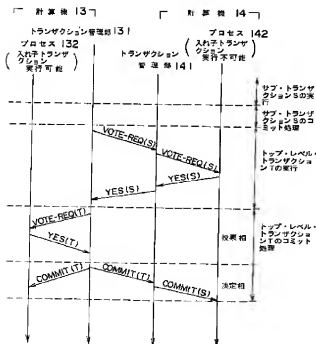 計算機 13
計算機 14
トランザクション管理部131
プロセス 132
(入れ子トランザ
クション
実行可能)
トランザクション
管理部141
プロセス 142
(入れ子トランザ
クション
実行不可能)
サブ・トランザ
クションSの実
行
サブ・トランザ
クションSのコ
ミット処理
VOTE-REQ(S)
VOTE-REQ(S)
YES(S)
YES(S)
トップ・レベル・
トランザクショ
ンTの実行
VOTE-REQ(T)
YES(T)
投票相
トップ・レベル・
トランザクショ
ンTのコミット
処理
COMMIT(T)
COMMIT(T)
COMMIT(S)
決定相